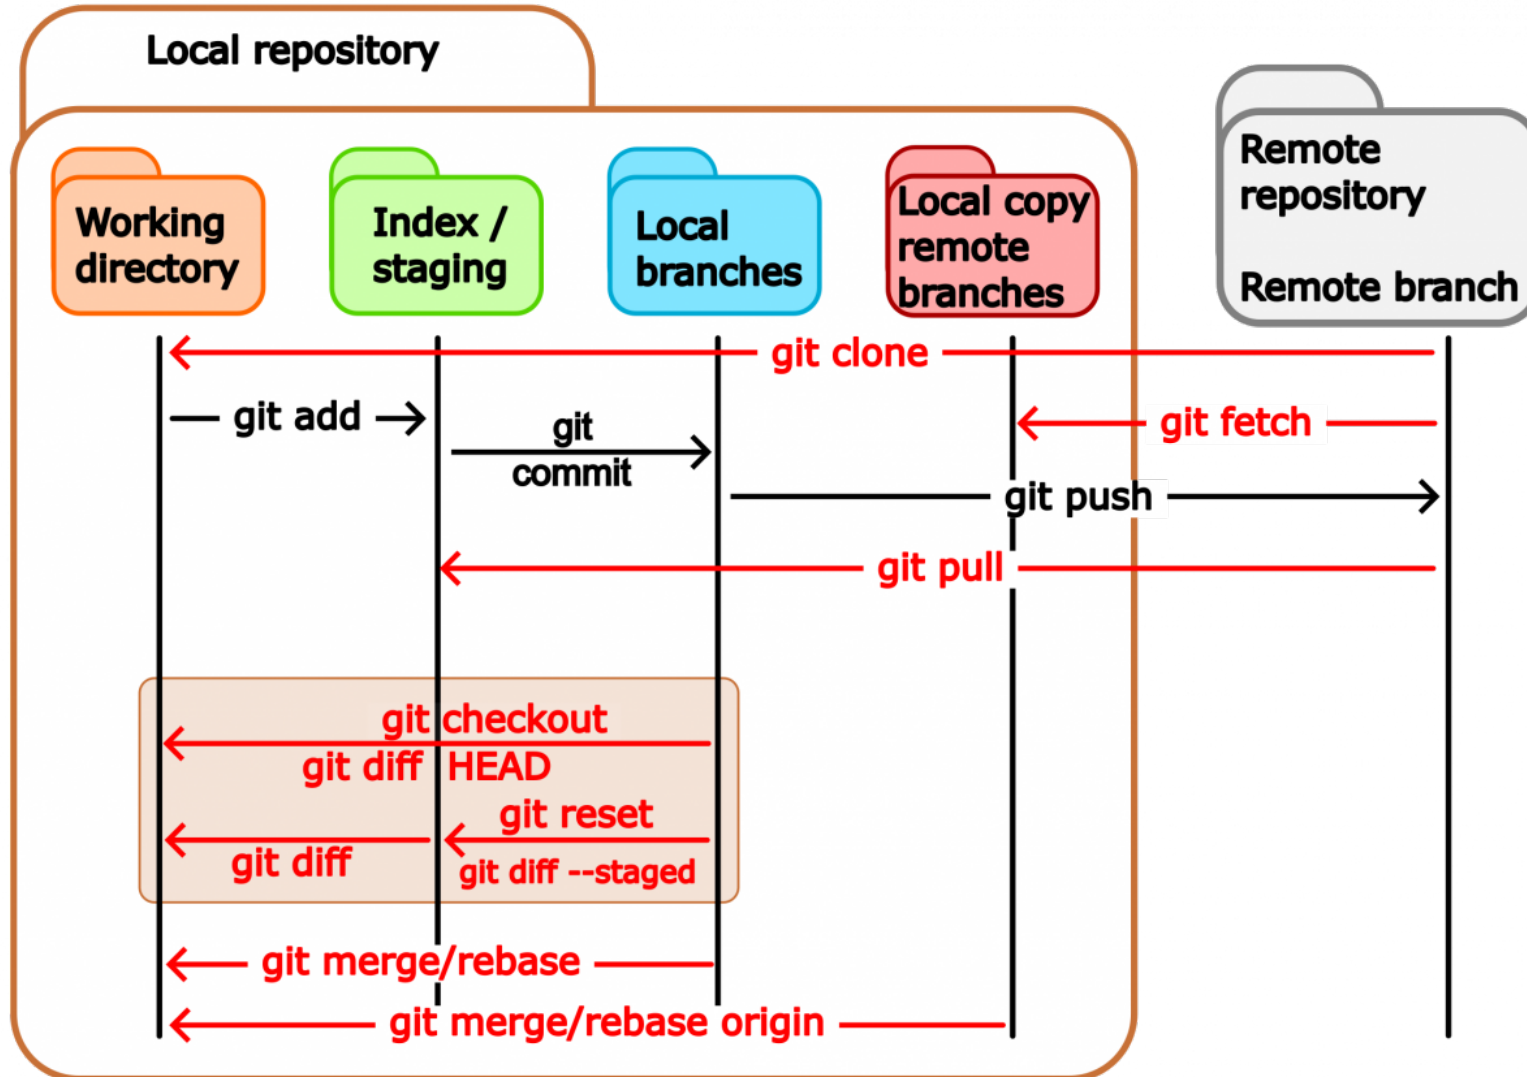 Local repository
Working
directory
Index /
staging
Local
branches
Local copy
remote
branches
Remote
repository
Remote branch
git clone
git add
git fetch
git
commit
git push
git pull
git checkout
git diff HEAD
git reset
git diff
git diff --staged
git merge/rebase
git merge/rebase origin